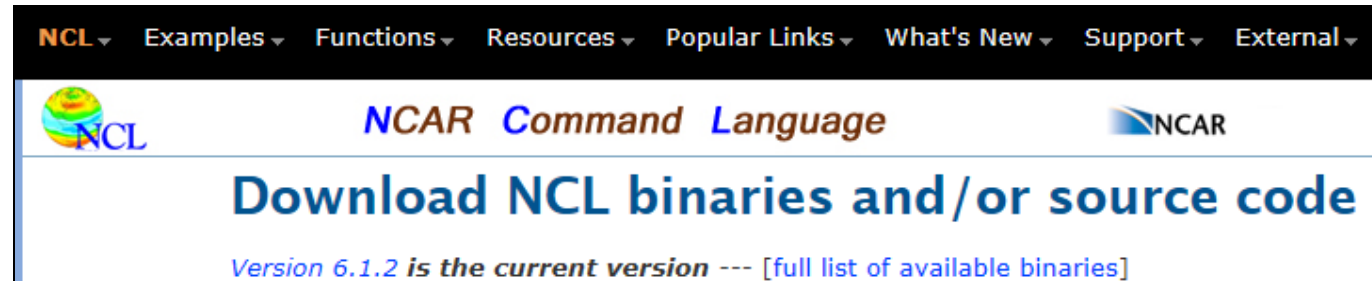 NCL Examples Functions Resources Popular Links What's New Support External
NCL NCAR Command Language NCAR
Download NCL binaries and/or source code
Version 6.1.2 is the current version --- [full list of available binaries]